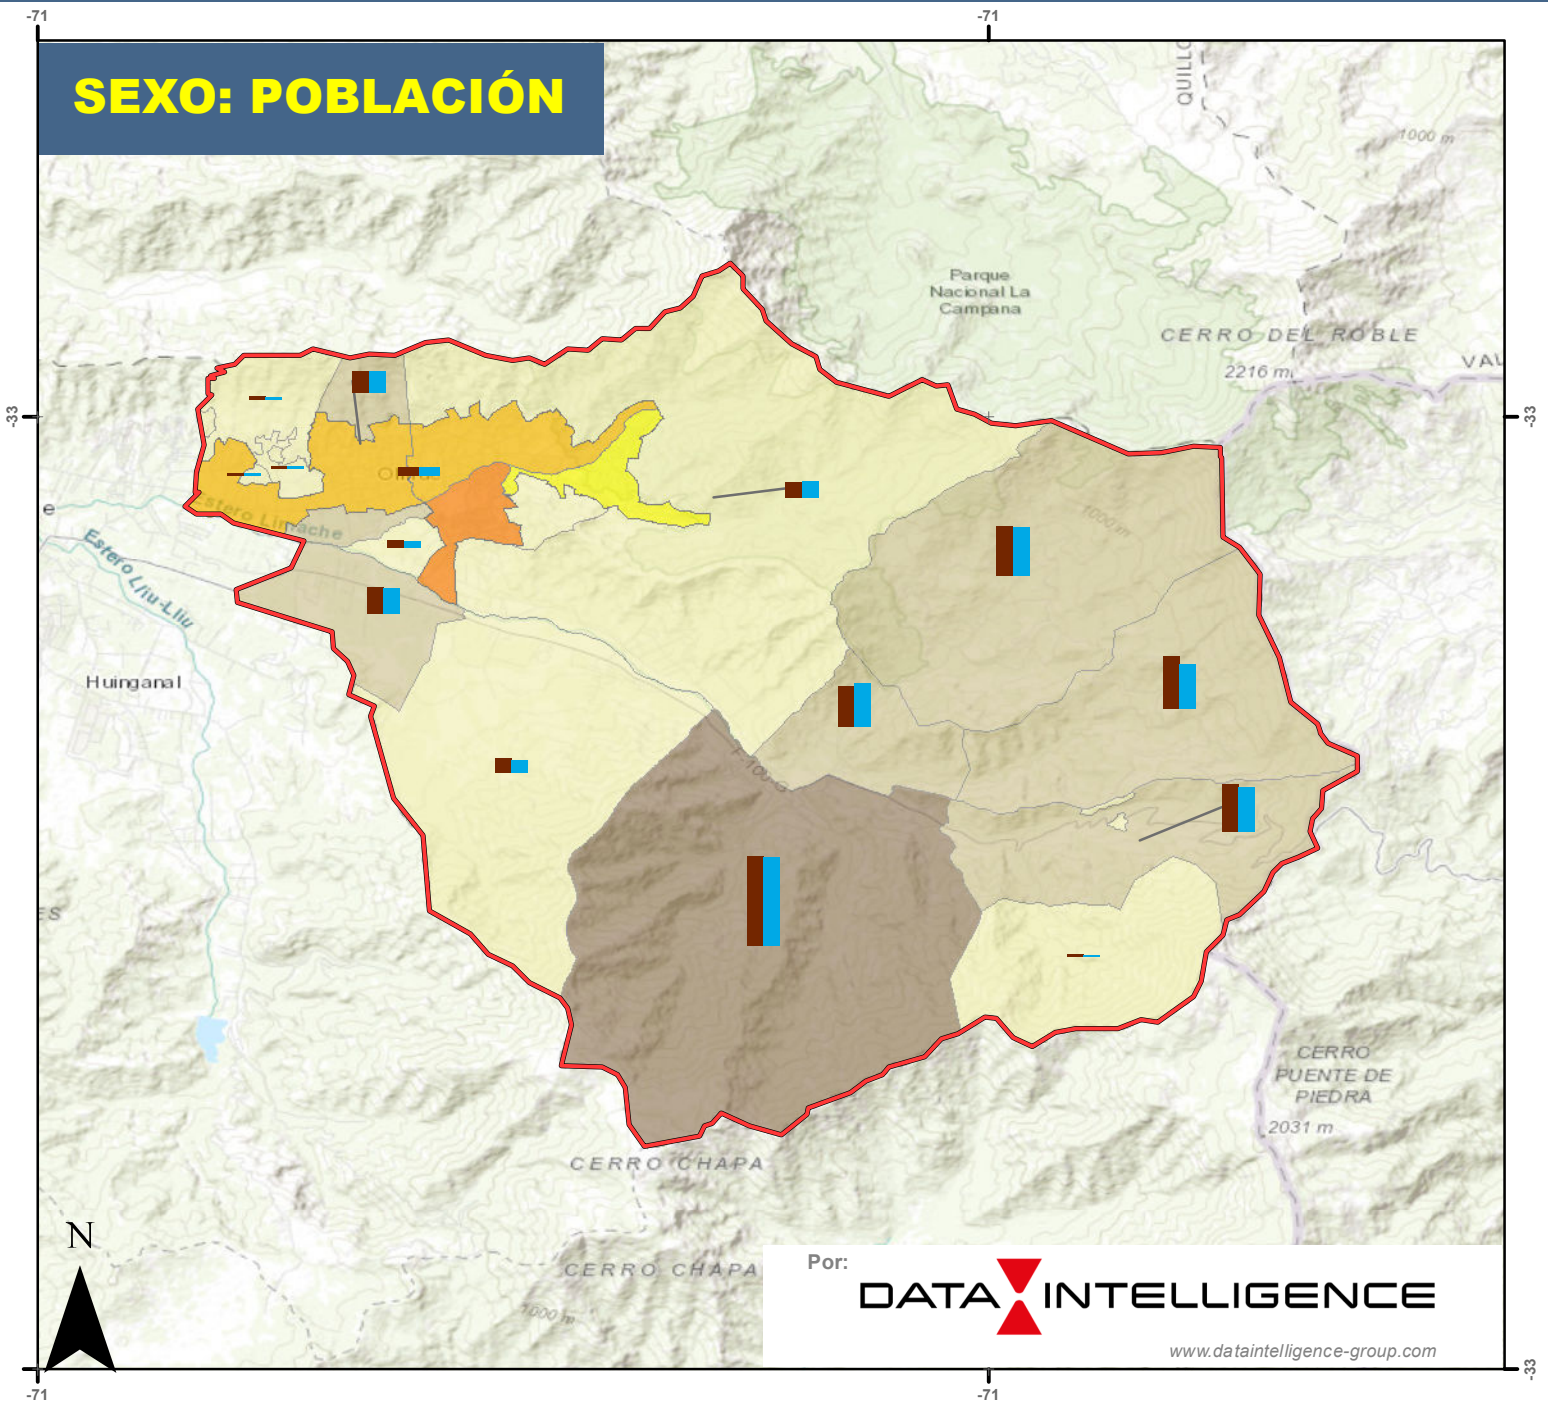 -71
-71
SEXO: POBLACIÓN
QUILLO
1000 m
Parque
Nacional La
Campana
CERRO DEL ROBLE
2216 m
VAL
-33
-33
Estero Limache
e
Estero Lliu-Lliu
1000 m
Huinganal
F-100-G
ES
CERRO
PUENTE DE
PIEDRA
2031 m
CERRO CHAPA
N
CERRO CHAPA
1000 m
Por:
DATA INTELLIGENCE
www.dataintelligence-group.com
-33
-71
-71